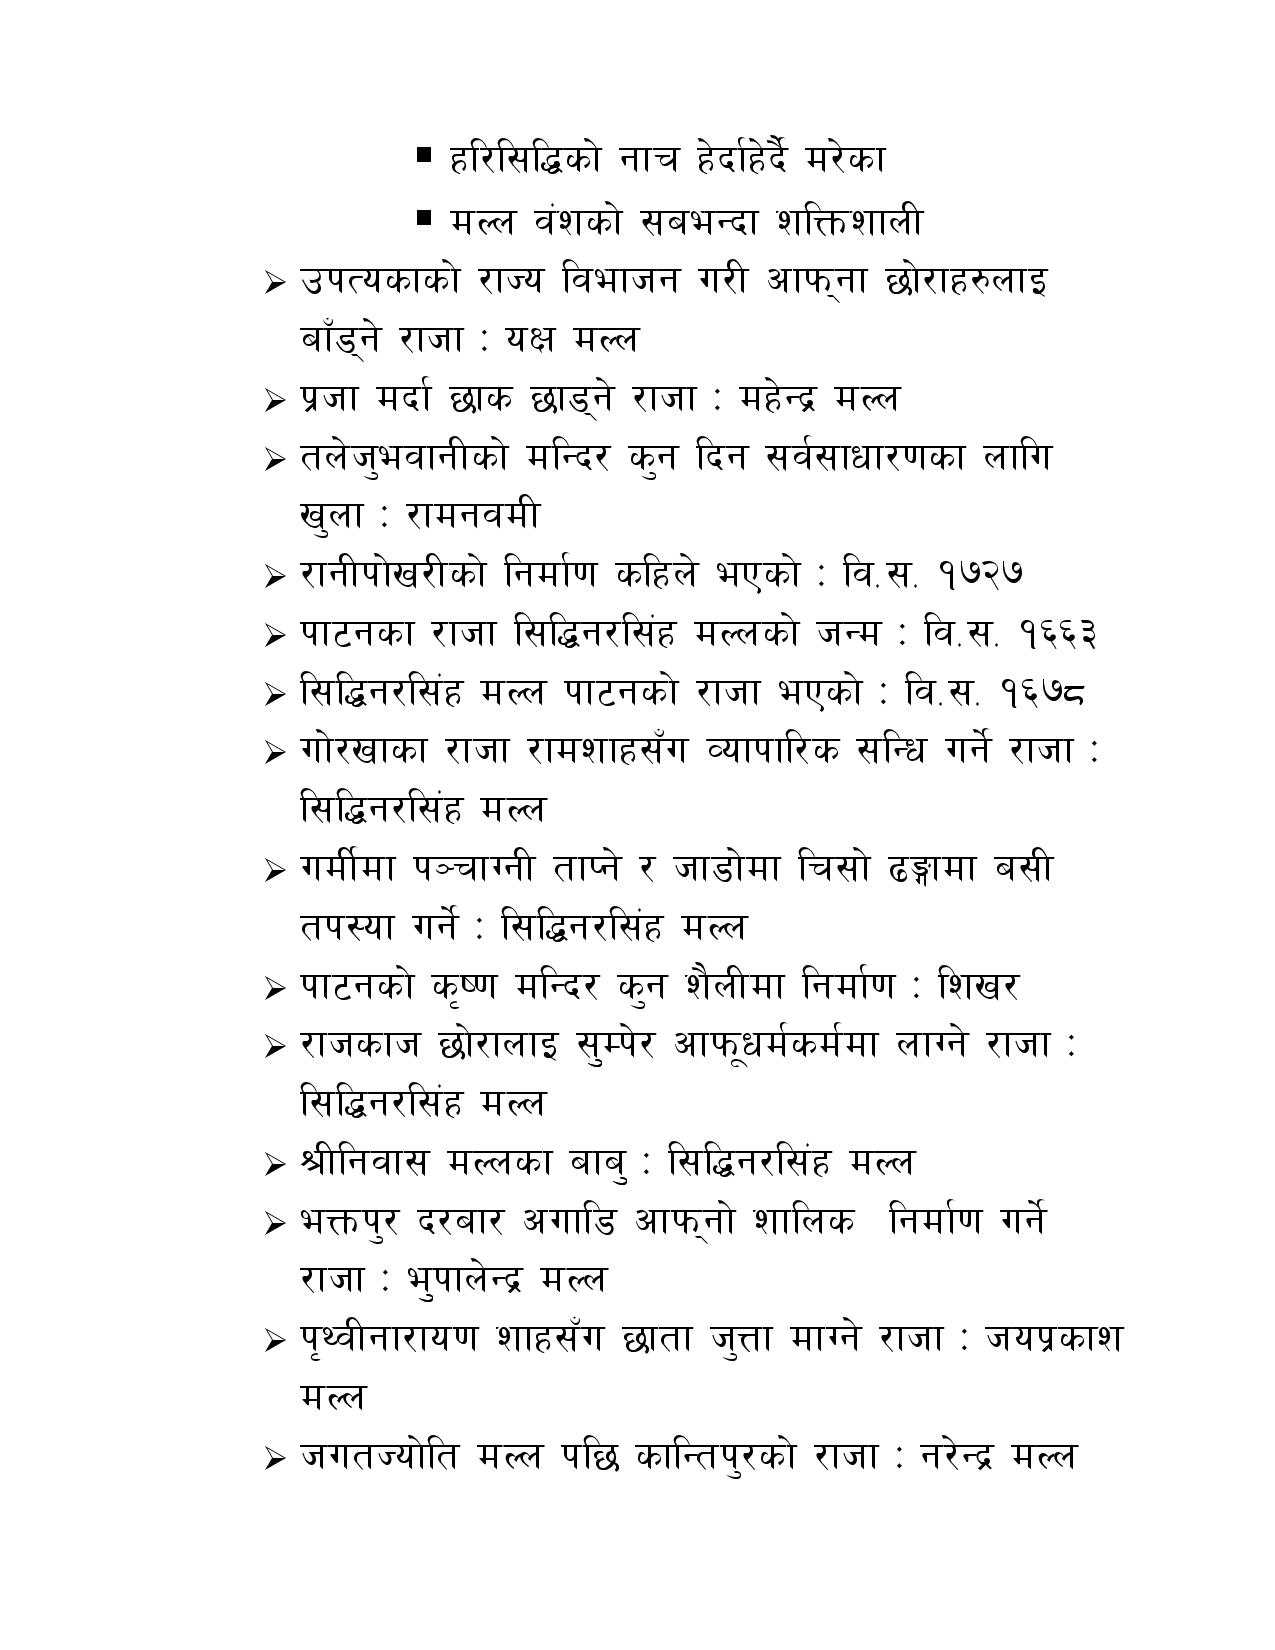 ▪ हरिसिद्धिको नाच हेर्दाहेर्दै मरेका
▪ मल्ल वंशको सबभन्दा शक्तिशाली
➢ उपत्यकाको राज्य विभाजन गरी आफ्ना छोराहरुलाइ
बाँड्ने राजा : यक्ष मल्ल
➢ प्रजा मर्दा छाक छाड्ने राजा : महेन्द्र मल्ल
➢ तलेजुभवानीको मन्दिर कुन दिन सर्वसाधारणका लागि
खुला : रामनवमी
➢ रानीपोखरीको निर्माण कहिले भएको : वि.स. १७२७
➢ पाटनका राजा सिद्धिनरसिंह मल्लको जन्म : वि.स. १६६३
➢ सिद्धिनरसिंह मल्ल पाटनको राजा भएको : वि.स. १६७८
➢ गोरखाका राजा रामशाहसँग व्यापारिक सन्धि गर्ने राजा :
सिद्धिनरसिंह मल्ल
➢ गर्मीमा पञ्चाग्नी ताप्ने र जाडोमा चिसो ढङ्गामा बसी
तपस्या गर्ने : सिद्धिनरसिंह मल्ल
➢ पाटनको कृष्ण मन्दिर कुन शैलीमा निर्माण : शिखर
➢ राजकाज छोरालाइ सुम्पेर आफूधर्मकर्ममा लाग्ने राजा :
सिद्धिनरसिंह मल्ल
➢ श्रीनिवास मल्लका बाबु : सिद्धिनरसिंह मल्ल
➢ भक्तपुर दरबार अगाडि आफ्नो शालिक निर्माण गर्ने
राजा : भुपालेन्द्र मल्ल
➢ पृथ्वीनारायण शाहसँग छाता जुत्ता माग्ने राजा : जयप्रकाश
मल्ल
➢ जगतज्योति मल्ल पछि कान्तिपुरको राजा : नरेन्द्र मल्ल